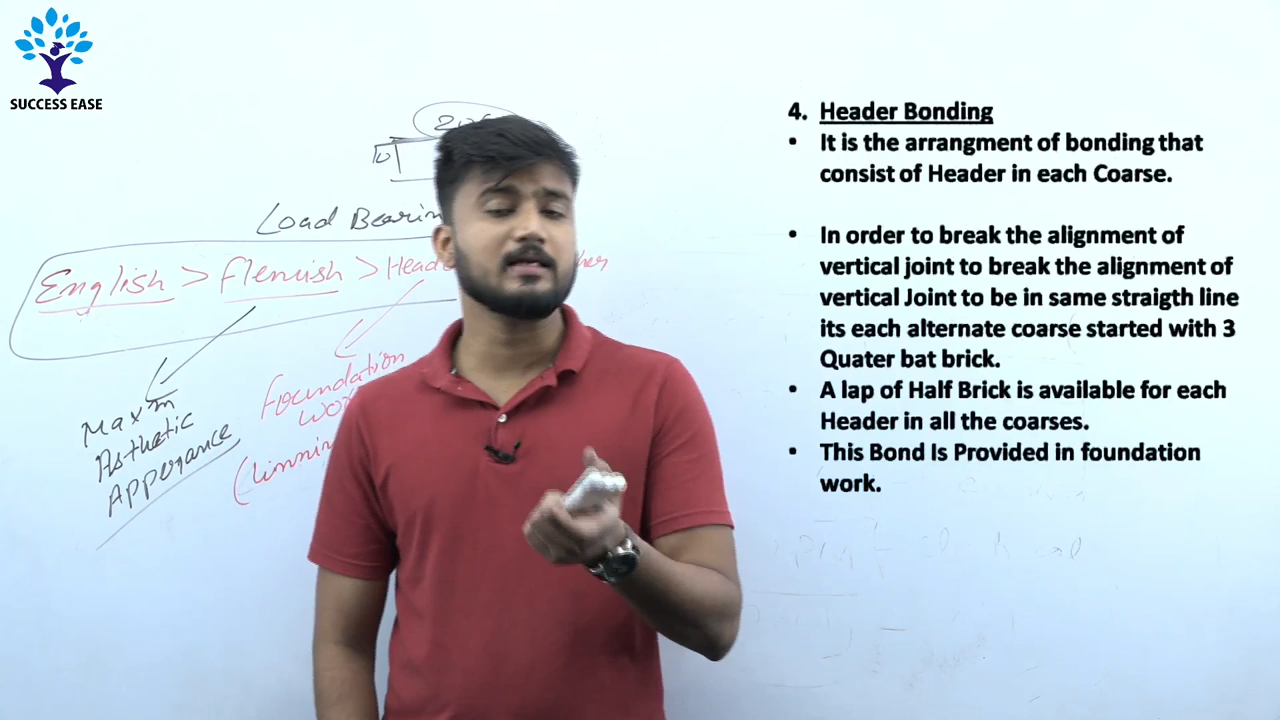 SUCCESS EASE
4. Header Bonding
• It is the arrangment of bonding that
consist of Header in each Coarse.
• In order to break the alignment of
vertical joint to break the alignment of
vertical Joint to be in same straigth line
its each alternate coarse started with 3
Quater bat brick.
• A lap of Half Brick is available for each
Header in all the coarses.
• This Bond Is Provided in foundation
work.
Load Bearin
English > Flemish > Head
Maxm
Asthetic
Apperance
Foundation